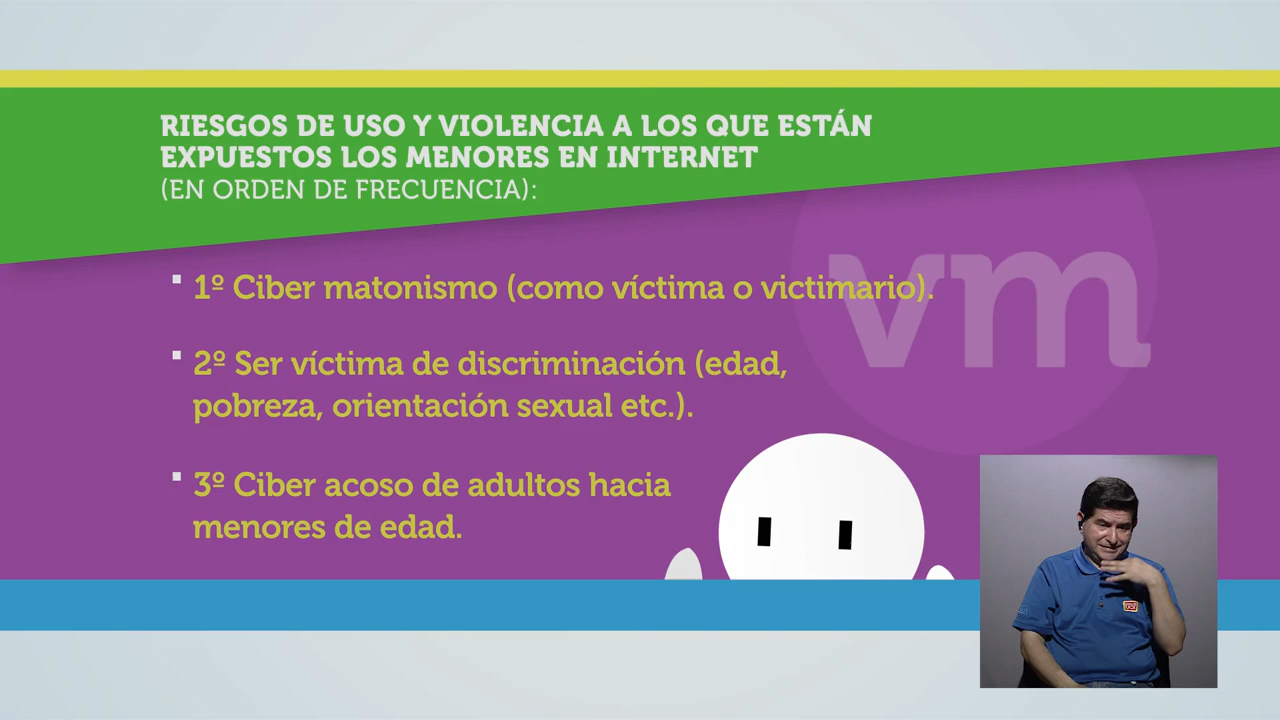 RIESGOS DE USO Y VIOLENCIA A LOS QUE ESTÁN
EXPUESTOS LOS MENORES EN INTERNET
(EN ORDEN DE FRECUENCIA):
vm
1º Ciber matonismo (como víctima o victimario).
2º Ser víctima de discriminación (edad,
pobreza, orientación sexual etc.).
3º Ciber acoso de adultos hacia
menores de edad.